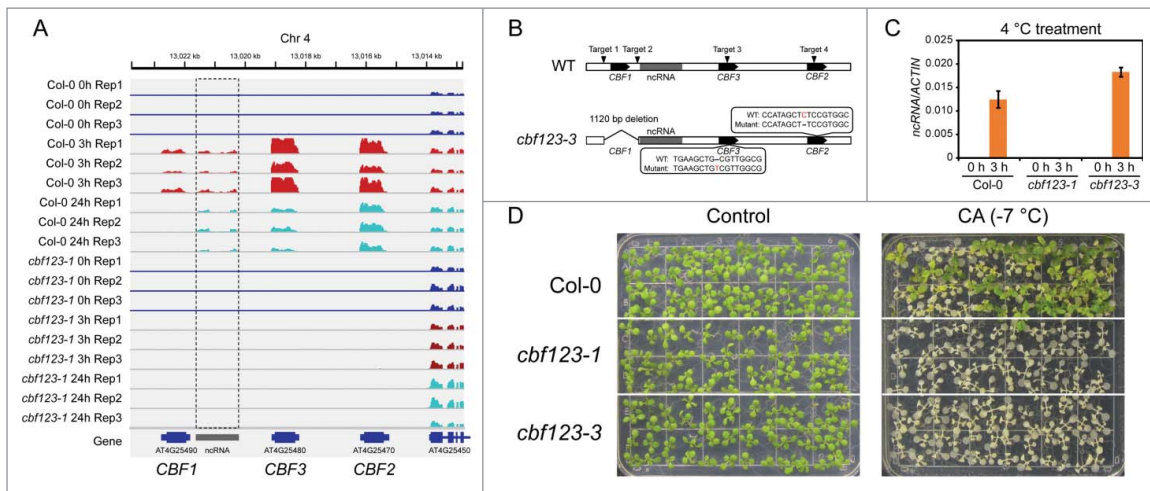 A
Chr 4
13,022 kb 13,020 kb 13,018 kb 13,016 kb 13,014 kb
Col-0 0h Rep1
Col-0 0h Rep2
Col-0 0h Rep3
Col-0 3h Rep1
Col-0 3h Rep2
Col-0 3h Rep3
Col-0 24h Rep1
Col-0 24h Rep2
Col-0 24h Rep3
cbf123-1 0h Rep1
cbf123-1 0h Rep2
cbf123-1 0h Rep3
cbf123-1 3h Rep1
cbf123-1 3h Rep2
cbf123-1 3h Rep3
cbf123-1 24h Rep1
cbf123-1 24h Rep2
cbf123-1 24h Rep3
Gene
AT4G25490 ncRNA AT4G25480 AT4G25470 AT4G25450
CBF1 CBF3 CBF2
B
Target 1 Target 2 Target 3 Target 4
WT
CBF1 ncRNA CBF3 CBF2
1120 bp deletion
WT: CCATAGCTCTCCGTGGC
Mutant: CCATAGCT-TCCGTGGC
ncRNA
cbf123-3
CBF1 CBF3 CBF2
WT: TGAAGCTG-CGTTGGCG
Mutant: TGAAGCTGTCGTTGGCG
C
4 °C treatment
ncRNA/ACTIN
0.025
0.020
0.015
0.010
0.005
0
0 h 3 h 0 h 3 h 0 h 3 h
Col-0 cbf123-1 cbf123-3
D
Control CA (-7 °C)
Col-0
cbf123-1
cbf123-3